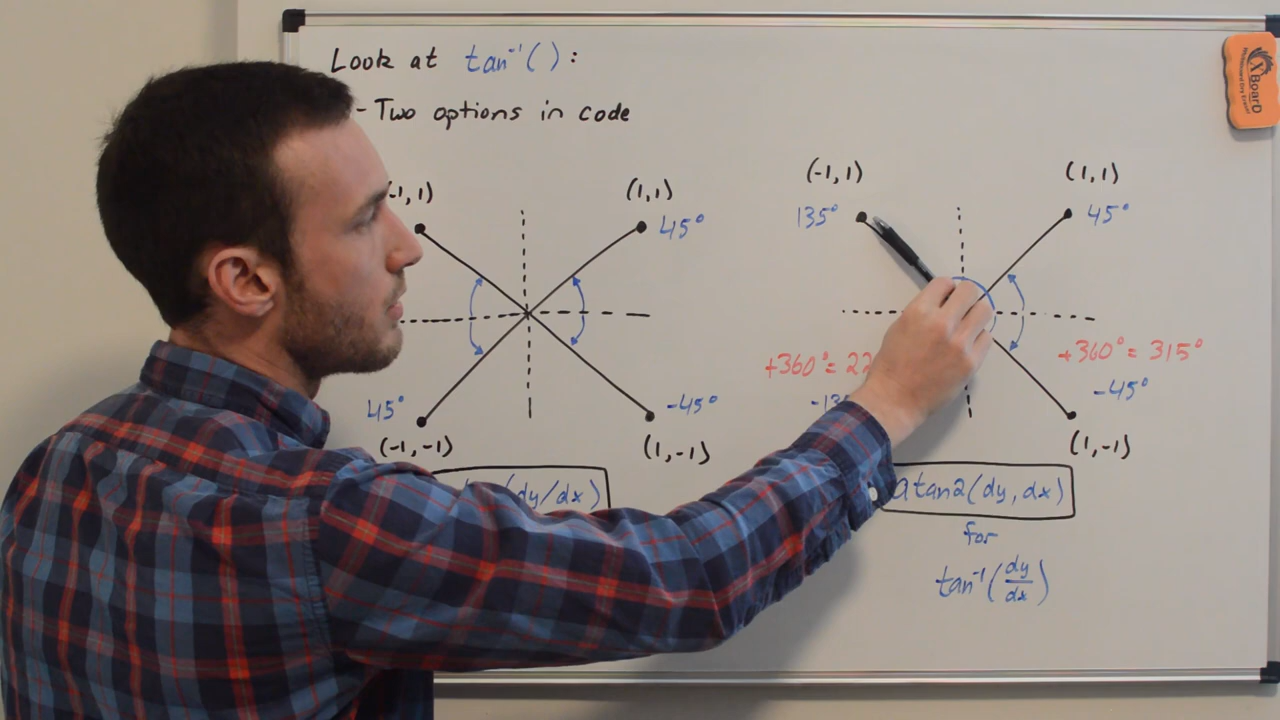 Look at tan⁻¹():
- Two options in code
-1, 1)
(1, 1)
45°
45°
(-1, -1)
-45°
(1, -1)
(dy/dx)
(-1, 1)
135°
(1, 1)
45°
+360° = 22
-13
+360° = 315°
-45°
(1, -1)
atan2(dy, dx)
for
tan⁻¹(dy/dx)
XBoarD